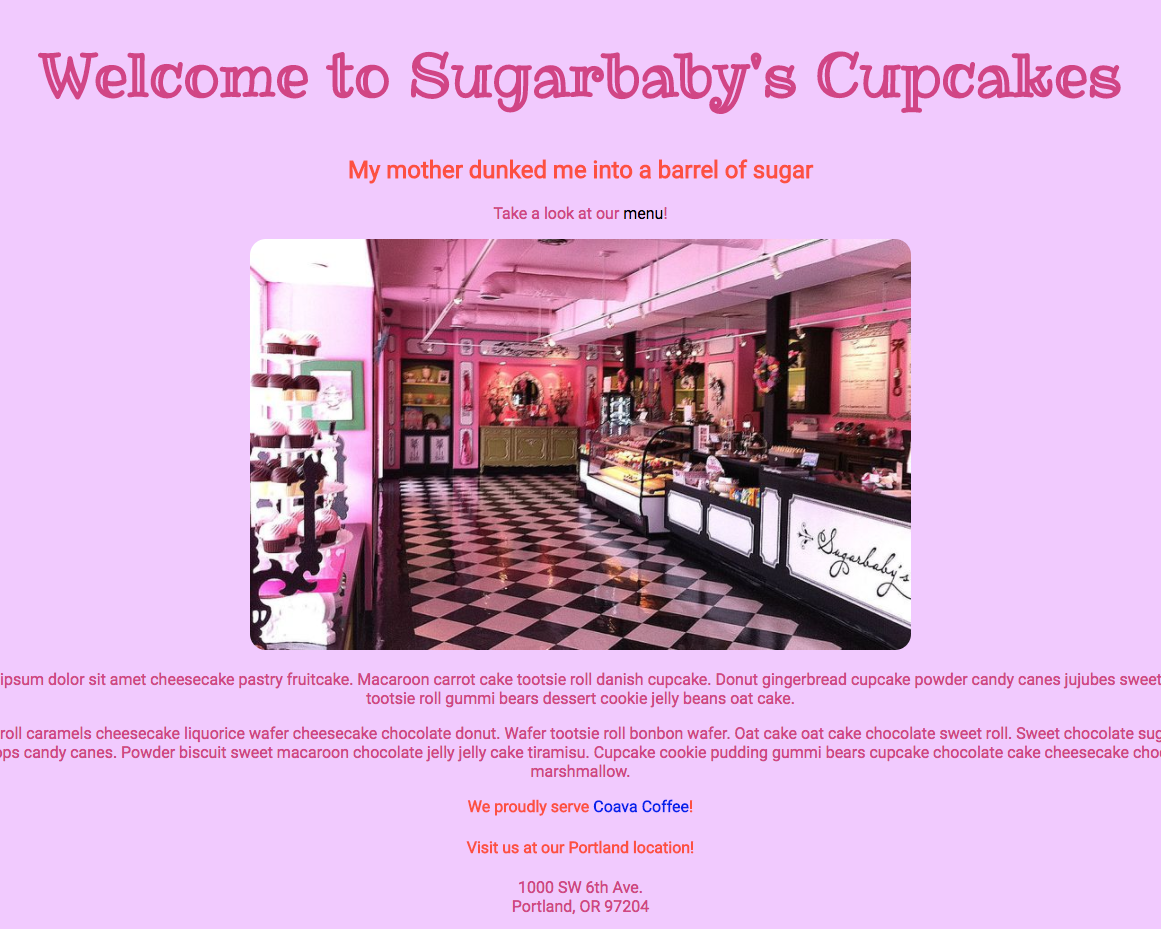 Welcome to Sugarbaby's Cupcakes
My mother dunked me into a barrel of sugar
Take a look at our menu!
Sugarbaby's
ipsum dolor sit amet cheesecake pastry fruitcake. Macaroon carrot cake tootsie roll danish cupcake. Donut gingerbread cupcake powder candy canes jujubes sweet
tootsie roll gummi bears dessert cookie jelly beans oat cake.
roll caramels cheesecake liquorice wafer cheesecake chocolate donut. Wafer tootsie roll bonbon wafer. Oat cake oat cake chocolate sweet roll. Sweet chocolate sug
ps candy canes. Powder biscuit sweet macaroon chocolate jelly jelly cake tiramisu. Cupcake cookie pudding gummi bears cupcake chocolate cake cheesecake choc
marshmallow.
We proudly serve Coava Coffee!
Visit us at our Portland location!
1000 SW 6th Ave.
Portland, OR 97204